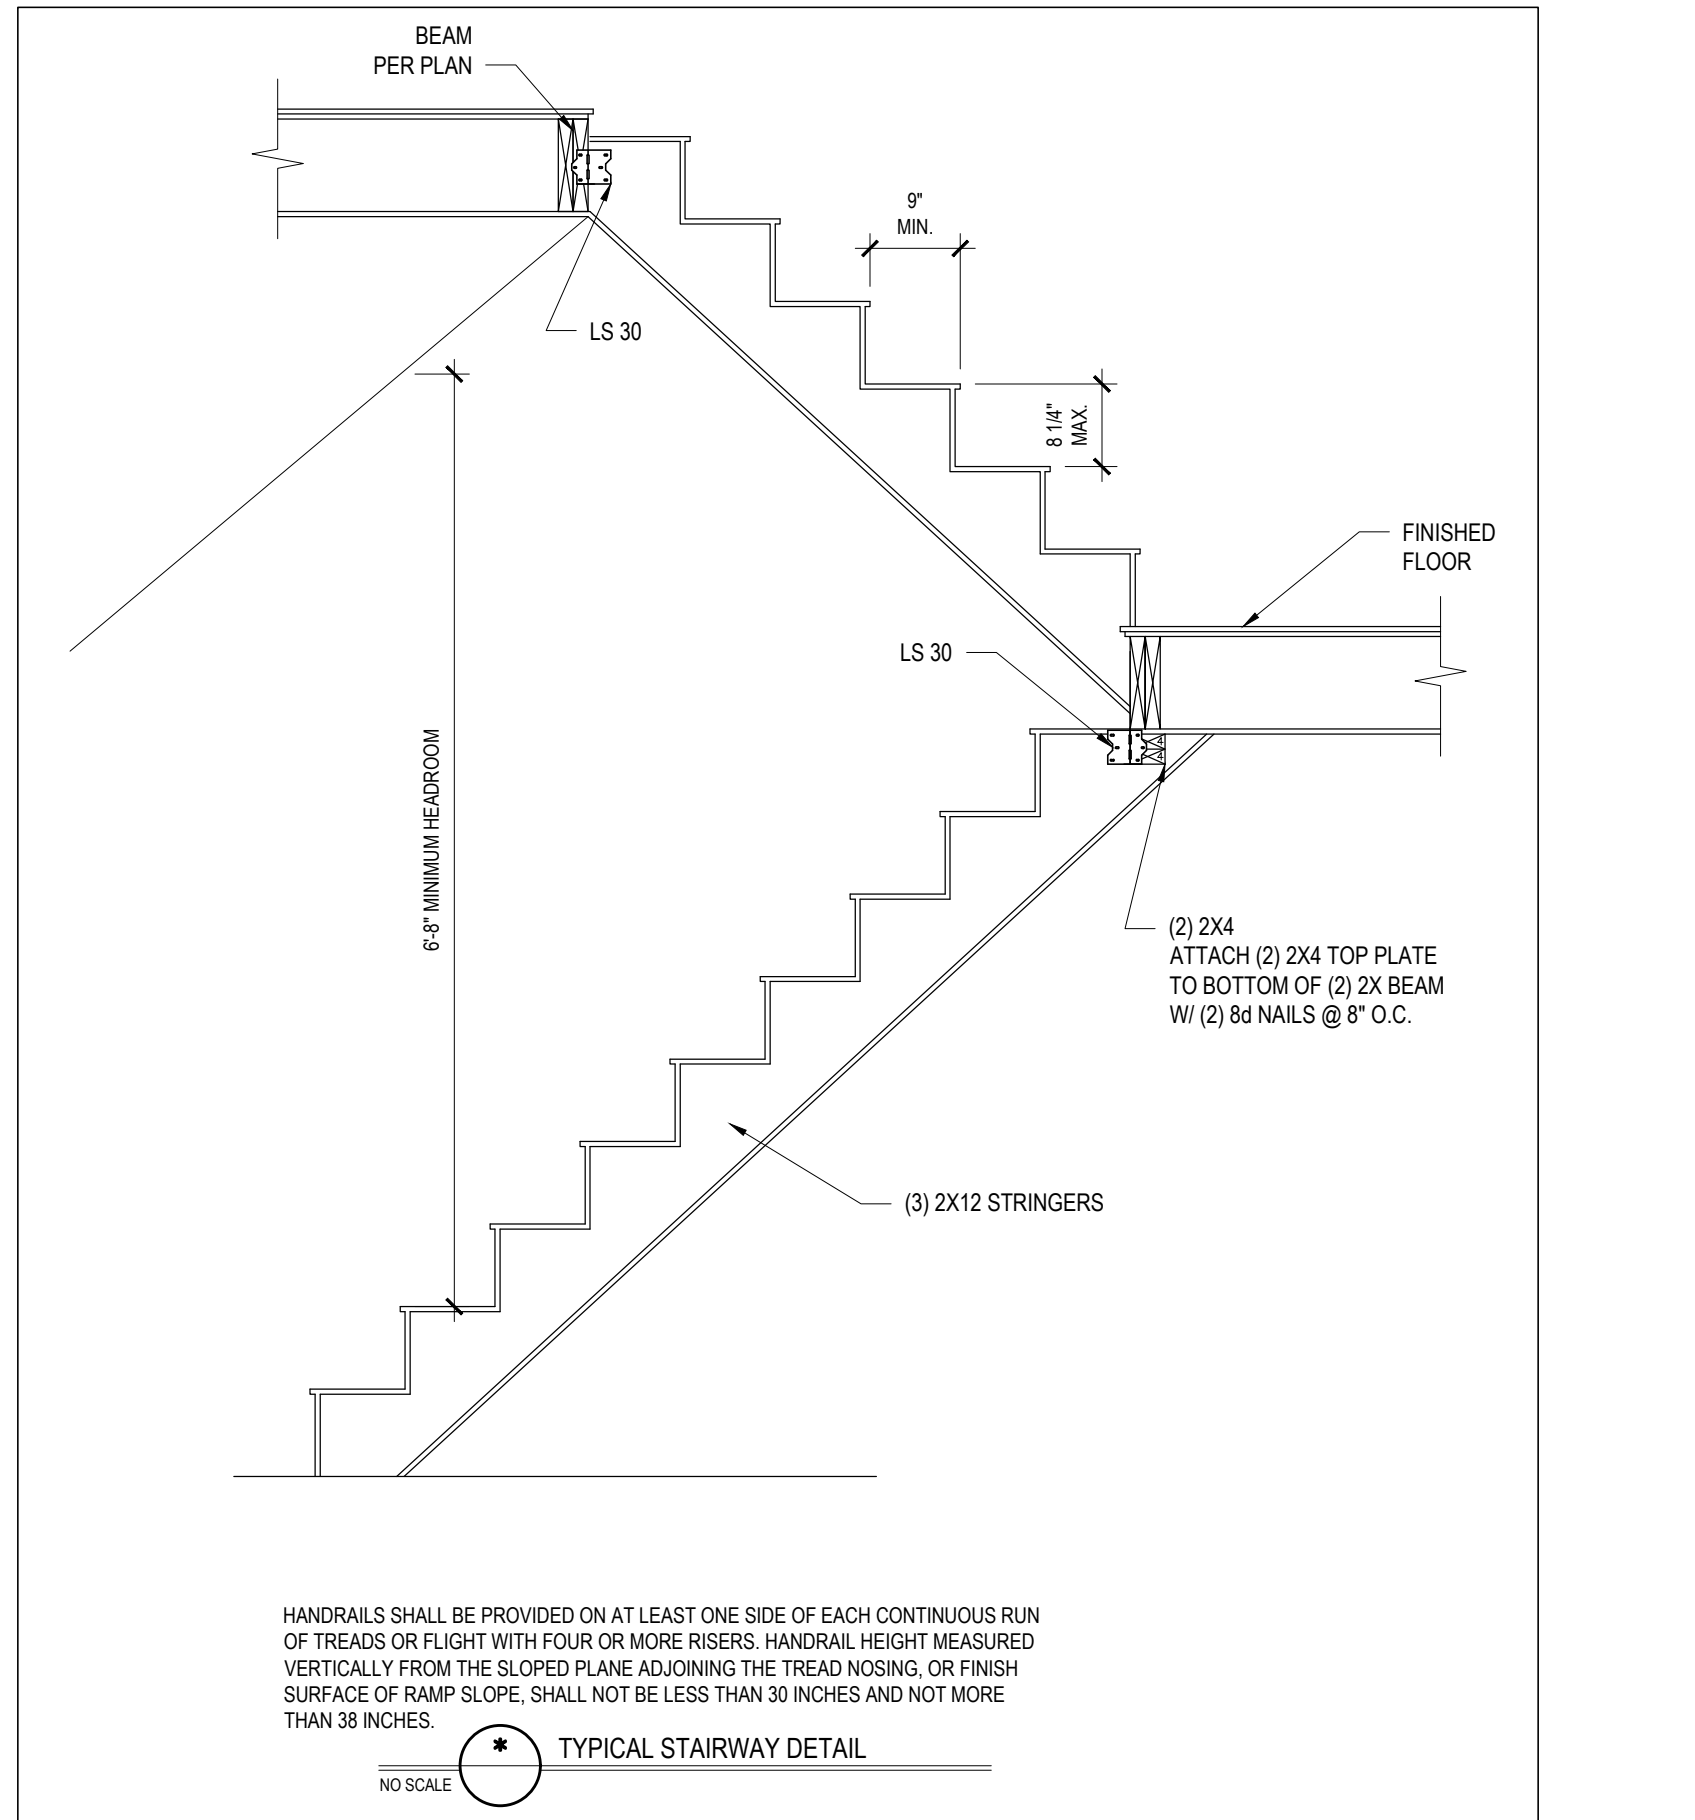 BEAM
PER PLAN
9"
MIN.
LS 30
8 1/4"
MAX.
FINISHED
FLOOR
LS 30
4
4
6'-8" MINIMUM HEADROOM
(2) 2X4
ATTACH (2) 2X4 TOP PLATE
TO BOTTOM OF (2) 2X BEAM
W/ (2) 8d NAILS @ 8" O.C.
(3) 2X12 STRINGERS
HANDRAILS SHALL BE PROVIDED ON AT LEAST ONE SIDE OF EACH CONTINUOUS RUN
OF TREADS OR FLIGHT WITH FOUR OR MORE RISERS. HANDRAIL HEIGHT MEASURED
VERTICALLY FROM THE SLOPED PLANE ADJOINING THE TREAD NOSING, OR FINISH
SURFACE OF RAMP SLOPE, SHALL NOT BE LESS THAN 30 INCHES AND NOT MORE
THAN 38 INCHES.
* TYPICAL STAIRWAY DETAIL
NO SCALE